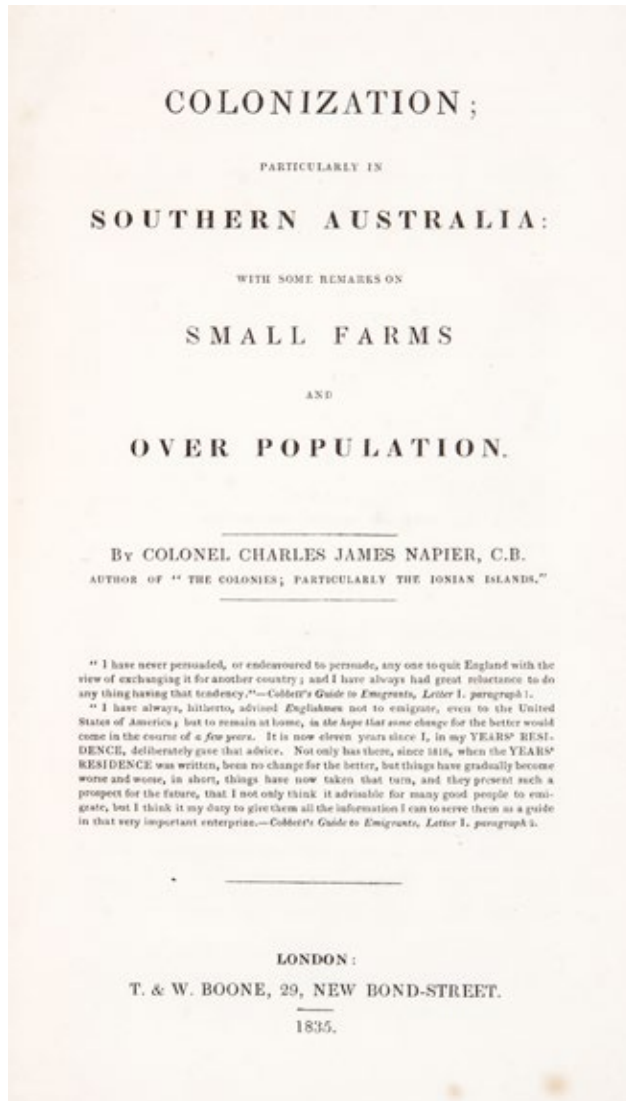 COLONIZATION;
PARTICULARLY IN
SOUTHERN AUSTRALIA:
WITH SOME REMARKS ON
SMALL FARMS
AND
OVER POPULATION.
By COLONEL CHARLES JAMES NAPIER, C.B.
AUTHOR OF "THE COLONIES; PARTICULARLY THE IONIAN ISLANDS."
"I have never persuaded, or endeavoured to persuade, any one to quit England with the
view of exchanging it for another country; and I have always had great reluctance to do
any thing having that tendency."—Cobbett's Guide to Emigrants, Letter 1. paragraph 1.
"I have always, hitherto, advised Englishmen not to emigrate, even to the United
States of America; but to remain at home, in the hope that some change for the better would
come in the course of a few years. It is now eleven years since I, in my YEARS' RESI-
DENCE, deliberately gave that advice. Not only has there, since 1818, when the YEARS'
RESIDENCE was written, been no change for the better, but things have gradually become
worse and worse, in short, things have now taken that turn, and they present such a
prospect for the future, that I not only think it advisable for many good people to emi-
grate, but I think it my duty to give them all the information I can to serve them as a guide
in that very important enterprize.—Cobbett's Guide to Emigrants, Letter 1. paragraph 2.
LONDON:
T. & W. BOONE, 29, NEW BOND-STREET.
1835.